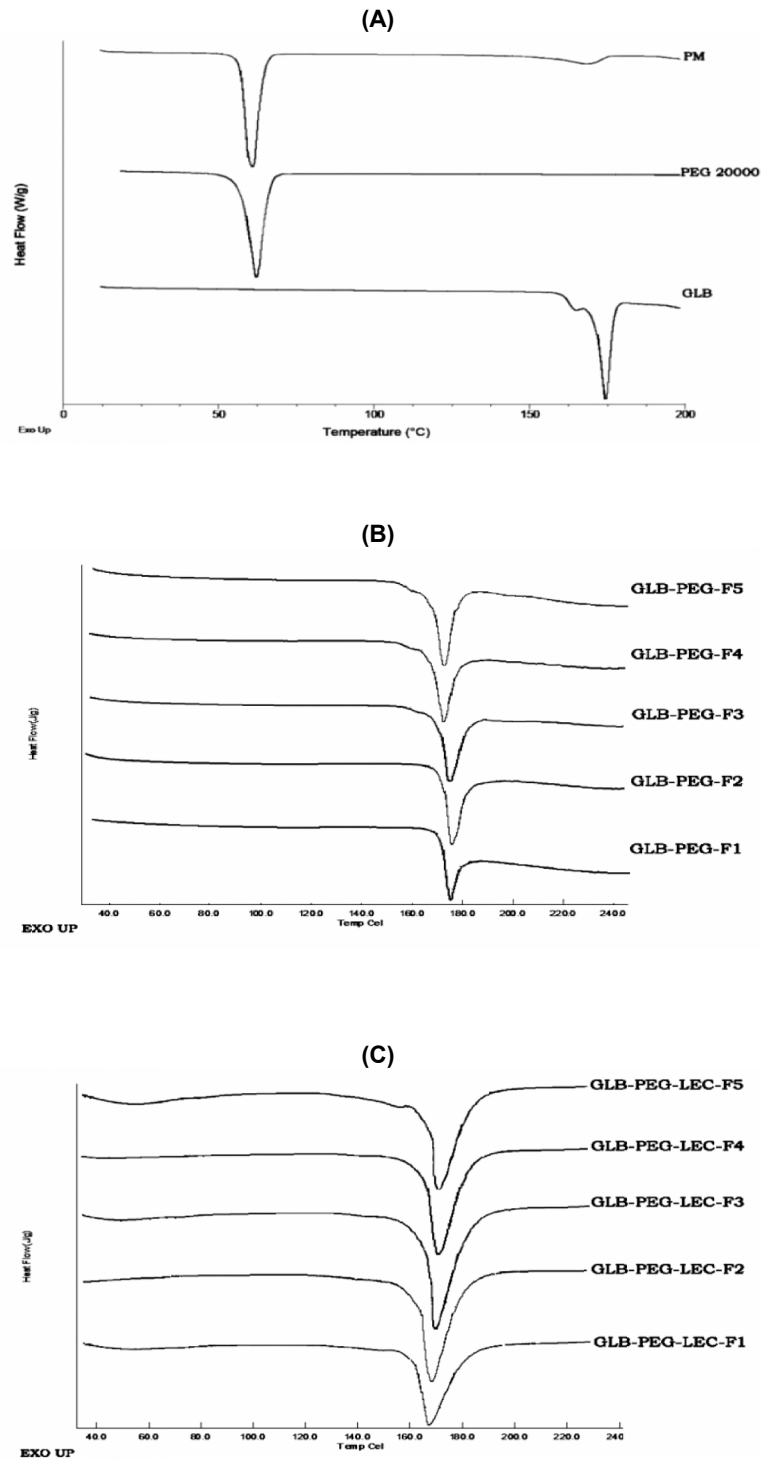 (A)
PM
PEG 20000
GLB
Heat Flow (W/g)
0 50 100 150 200
Exo Up
Temperature (°C)
(B)
GLB-PEG-F5
GLB-PEG-F4
GLB-PEG-F3
GLB-PEG-F2
GLB-PEG-F1
Heat Flow(J|g)
40.0 60.0 80.0 100.0 120.0 140.0 160.0 180.0 200.0 220.0 240.0
Temp Cel
EXO UP
(C)
GLB-PEG-LEC-F5
GLB-PEG-LEC-F4
GLB-PEG-LEC-F3
GLB-PEG-LEC-F2
GLB-PEG-LEC-F1
Heat Flow(J|g)
40.0 60.0 80.0 100.0 120.0 140.0 160.0 180.0 200.0 220.0 240
Temp Cel
EXO UP